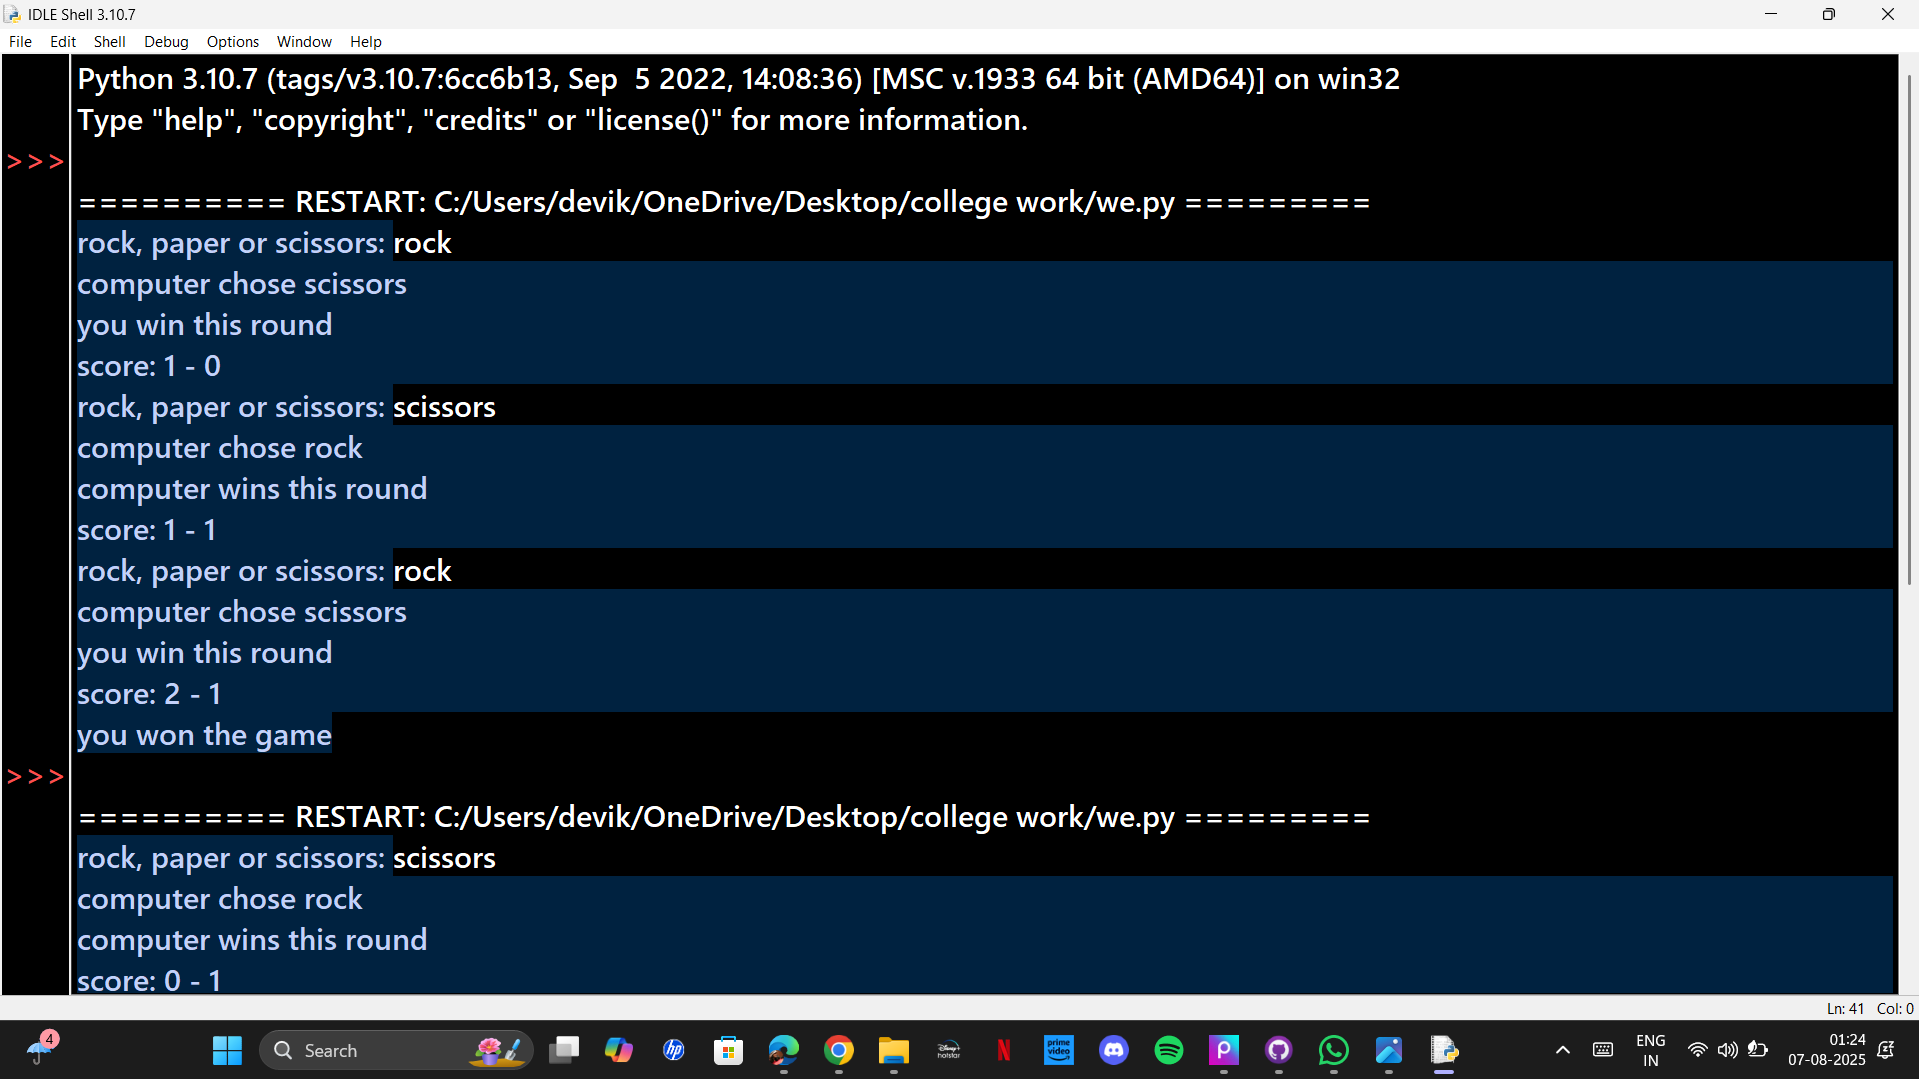 IDLE Shell 3.10.7
File Edit Shell Debug Options Window Help
Python 3.10.7 (tags/v3.10.7:6cc6b13, Sep  5 2022, 14:08:36) [MSC v.1933 64 bit (AMD64)] on win32
Type "help", "copyright", "credits" or "license()" for more information.
>>>
========== RESTART: C:/Users/devik/OneDrive/Desktop/college work/we.py =========
rock, paper or scissors: rock
computer chose scissors
you win this round
score: 1 - 0
rock, paper or scissors: scissors
computer chose rock
computer wins this round
score: 1 - 1
rock, paper or scissors: rock
computer chose scissors
you win this round
score: 2 - 1
you won the game
>>>
========== RESTART: C:/Users/devik/OneDrive/Desktop/college work/we.py =========
rock, paper or scissors: scissors
computer chose rock
computer wins this round
score: 0 - 1
Ln: 41 Col: 0
4
Search
hp
Disney+ hotstar
N
prime video
P
ENG
IN
01:24
07-08-2025